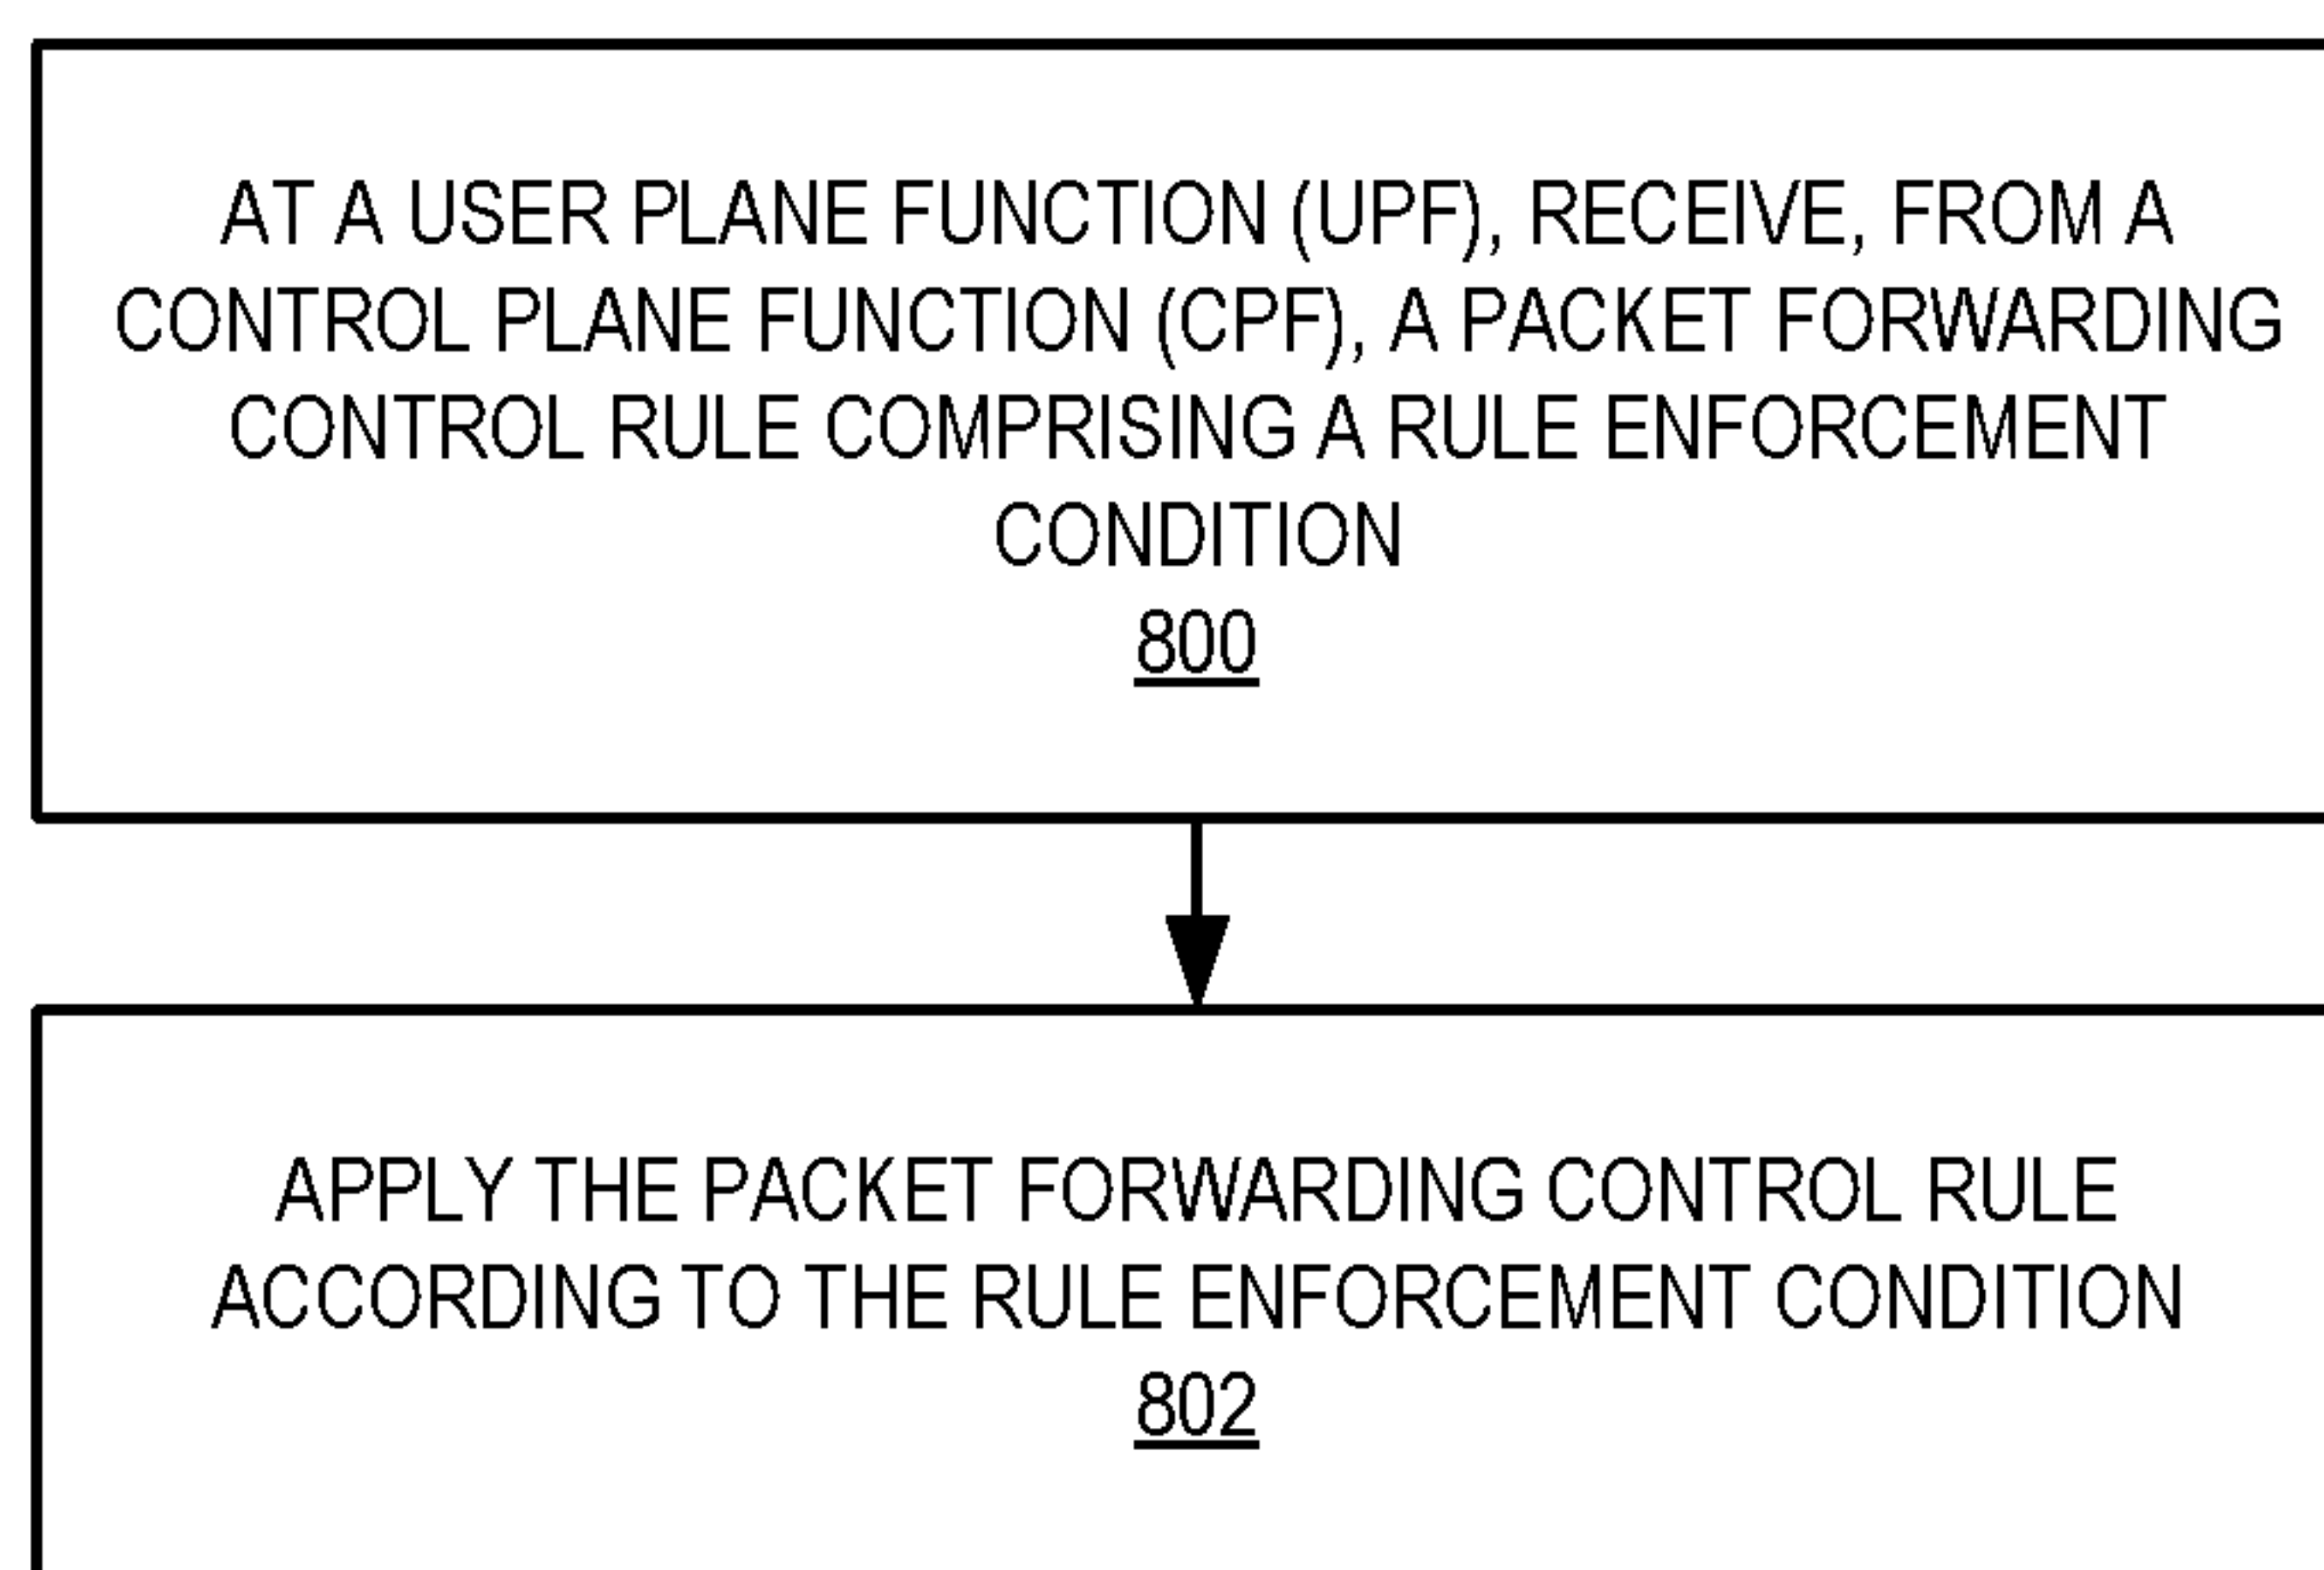 AT A USER PLANE FUNCTION (UPF), RECEIVE, FROM A
CONTROL PLANE FUNCTION (CPF), A PACKET FORWARDING
CONTROL RULE COMPRISING A RULE ENFORCEMENT
CONDITION
800
APPLY THE PACKET FORWARDING CONTROL RULE
ACCORDING TO THE RULE ENFORCEMENT CONDITION
802